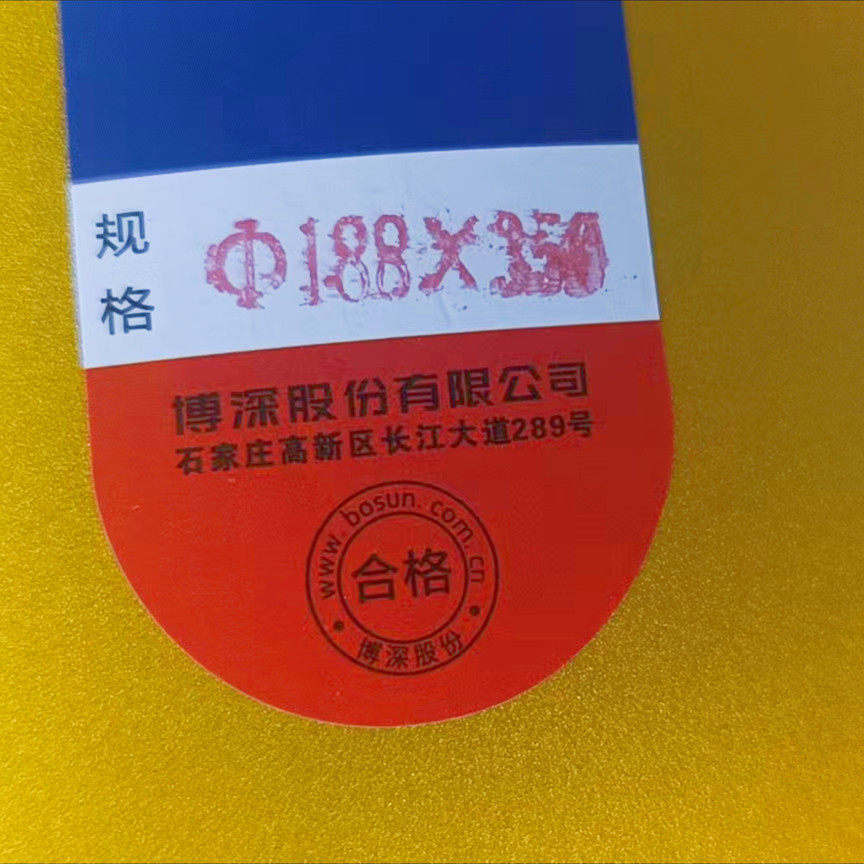 规格
Φ188×350
博深股份有限公司
石家庄高新区长江大道289号
www.bosun.com.cn
合格
博深股份